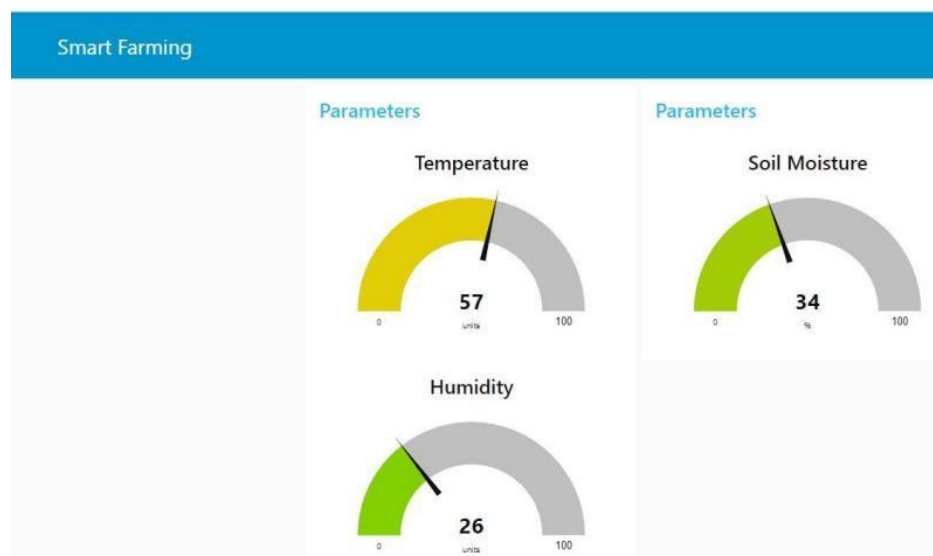 Smart Farming
Parameters
Temperature
57
units
0
100
Humidity
26
units
0
100
Parameters
Soil Moisture
34
%
0
100